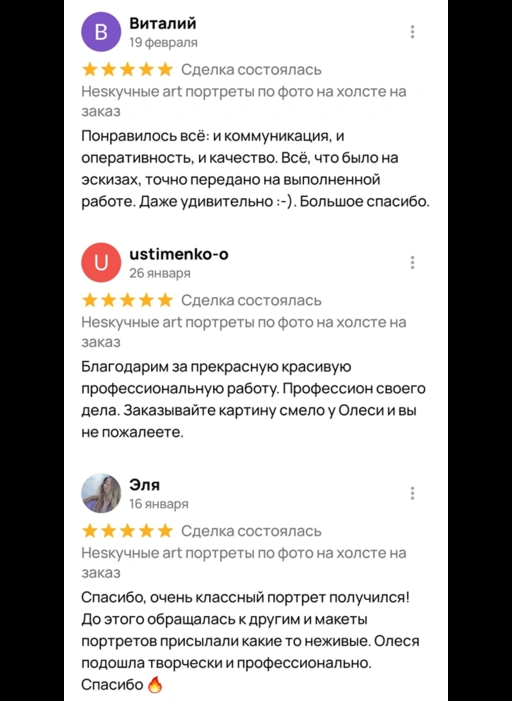 В
Виталий
19 февраля
Сделка состоялась
Неskучные art портреты по фото на холсте на
заказ
Понравилось всё: и коммуникация, и
оперативность, и качество. Всё, что было на
эскизах, точно передано на выполненной
работе. Даже удивительно :-). Большое спасибо.
U
ustimenko-o
26 января
Сделка состоялась
Неskучные art портреты по фото на холсте на
заказ
Благодарим за прекрасную красивую
профессиональную работу. Профессион своего
дела. Заказывайте картину смело у Олеси и вы
не пожалеете.
Эля
16 января
Сделка состоялась
Неskучные art портреты по фото на холсте на
заказ
Спасибо, очень классный портрет получился!
До этого обращалась к другим и макеты
портретов присылали какие то неживые. Олеся
подошла творчески и профессионально.
Спасибо 🔥